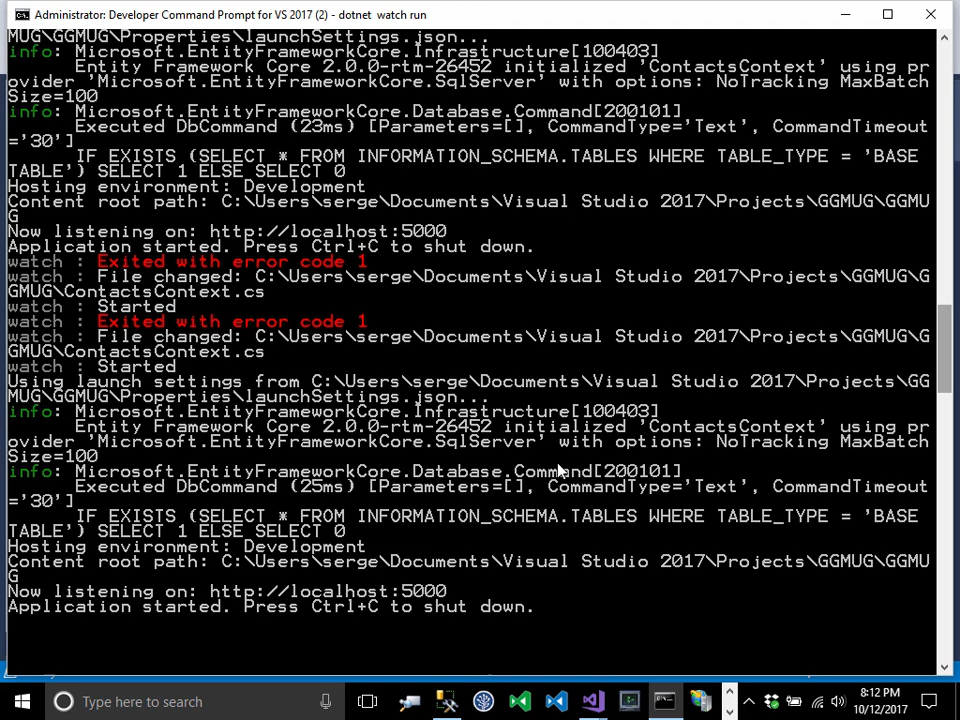 Administrator: Developer Command Prompt for VS 2017 (2) - dotnet watch run
MUG\GGMUG\Properties\launchSettings.json...
info: Microsoft.EntityFrameworkCore.Infrastructure[100403]
Entity Framework Core 2.0.0-rtm-26452 initialized 'ContactsContext' using pr
ovider 'Microsoft.EntityFrameworkCore.SqlServer' with options: NoTracking MaxBatch
Size=100
info: Microsoft.EntityFrameworkCore.Database.Command[200101]
Executed DbCommand (23ms) [Parameters=[], CommandType='Text', CommandTimeout
='30']
IF EXISTS (SELECT * FROM INFORMATION_SCHEMA.TABLES WHERE TABLE_TYPE = 'BASE
TABLE') SELECT 1 ELSE SELECT 0
Hosting environment: Development
Content root path: C:\Users\serge\Documents\Visual Studio 2017\Projects\GGMUG\GGMU
G
Now listening on: http://localhost:5000
Application started. Press Ctrl+C to shut down.
watch : Exited with error code 1
watch : File changed: C:\Users\serge\Documents\Visual Studio 2017\Projects\GGMUG\G
GMUG\ContactsContext.cs
watch : Started
watch : Exited with error code 1
watch : File changed: C:\Users\serge\Documents\Visual Studio 2017\Projects\GGMUG\G
GMUG\ContactsContext.cs
watch : Started
Using launch settings from C:\Users\serge\Documents\Visual Studio 2017\Projects\GG
MUG\GGMUG\Properties\launchSettings.json...
info: Microsoft.EntityFrameworkCore.Infrastructure[100403]
Entity Framework Core 2.0.0-rtm-26452 initialized 'ContactsContext' using pr
ovider 'Microsoft.EntityFrameworkCore.SqlServer' with options: NoTracking MaxBatch
Size=100
info: Microsoft.EntityFrameworkCore.Database.Command[200101]
Executed DbCommand (25ms) [Parameters=[], CommandType='Text', CommandTimeout
='30']
IF EXISTS (SELECT * FROM INFORMATION_SCHEMA.TABLES WHERE TABLE_TYPE = 'BASE
TABLE') SELECT 1 ELSE SELECT 0
Hosting environment: Development
Content root path: C:\Users\serge\Documents\Visual Studio 2017\Projects\GGMUG\GGMU
G
Now listening on: http://localhost:5000
Application started. Press Ctrl+C to shut down.
Type here to search
8:12 PM
10/12/2017